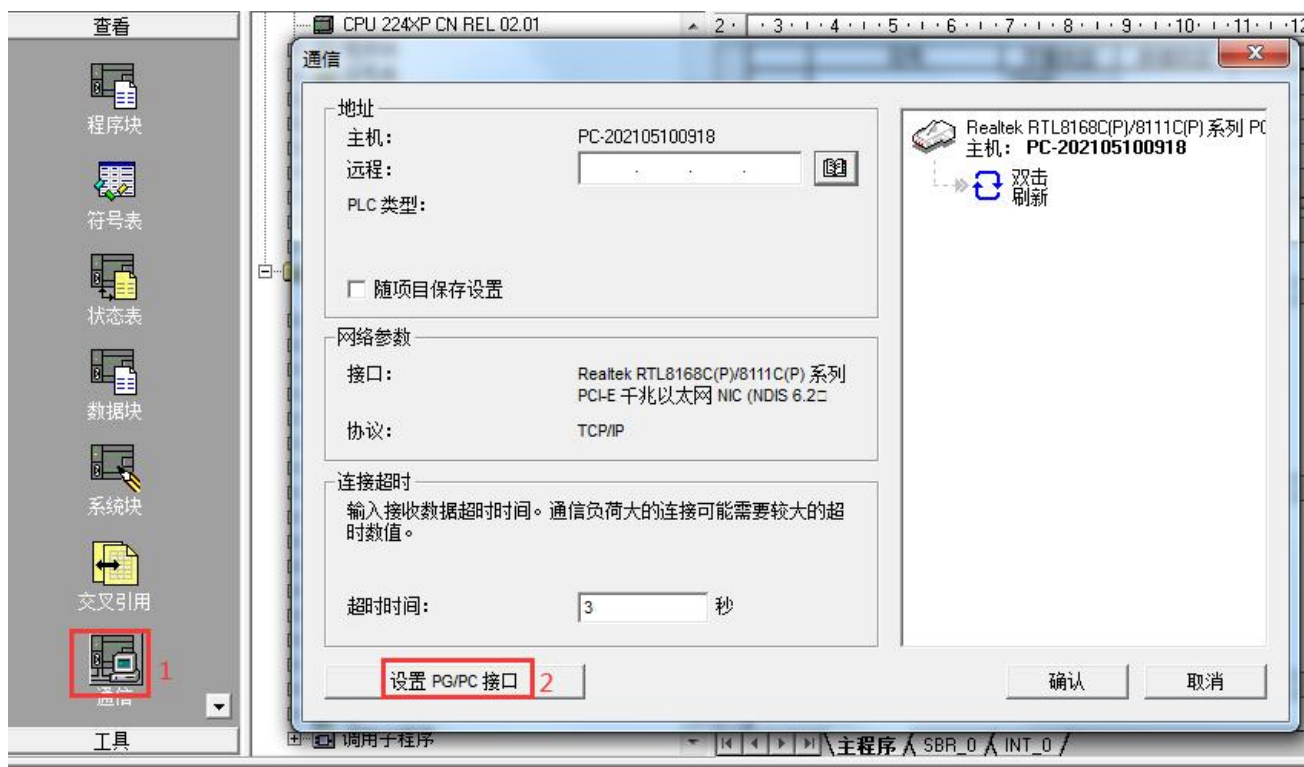 查看
程序块
符号表
状态表
数据块
系统块
交叉引用
通信
1
工具
CPU 224XP CN REL 02.01
2 · 3 · 4 · 5 · 6 · 7 · 8 · 9 · 10 · 11 · 12
通信
地址
主机：
PC-202105100918
远程：
PLC 类型：
随项目保存设置
网络参数
接口：
Realtek RTL8168C(P)/8111C(P) 系列
PCI-E 千兆以太网 NIC (NDIS 6.2
协议：
TCP/IP
连接超时
输入接收数据超时时间。通信负荷大的连接可能需要较大的超
时数值。
超时时间：
3
秒
设置 PG/PC 接口
2
Realtek RTL8168C(P)/8111C(P) 系列 PC
主机： PC-202105100918
双击
刷新
确认
取消
调用子程序
主程序
SBR_0
INT_0